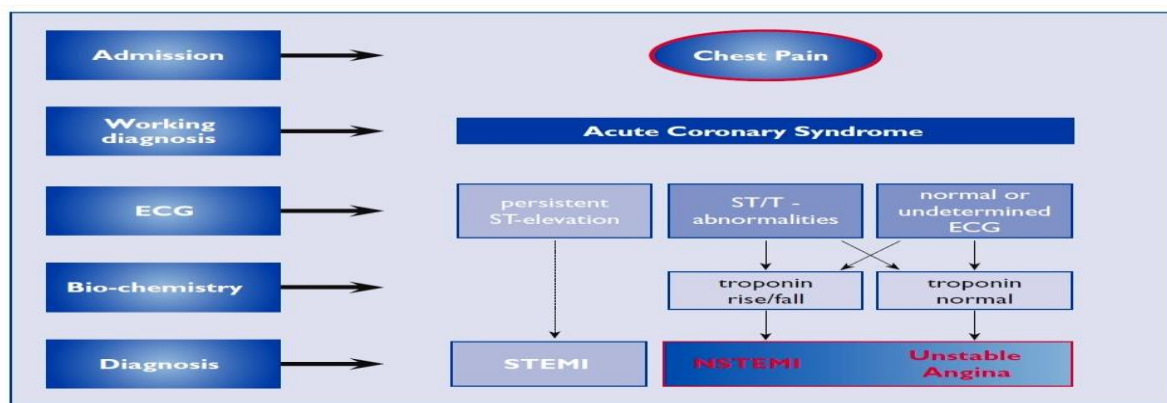 Admission
Chest Pain
Working
diagnosis
Acute Coronary Syndrome
ECG
persistent
ST-elevation
ST/T -
abnormalities
normal or
undetermined
ECG
Bio-chemistry
troponin
rise/fall
troponin
normal
Diagnosis
STEMI
NSTEMI
Unstable
Angina